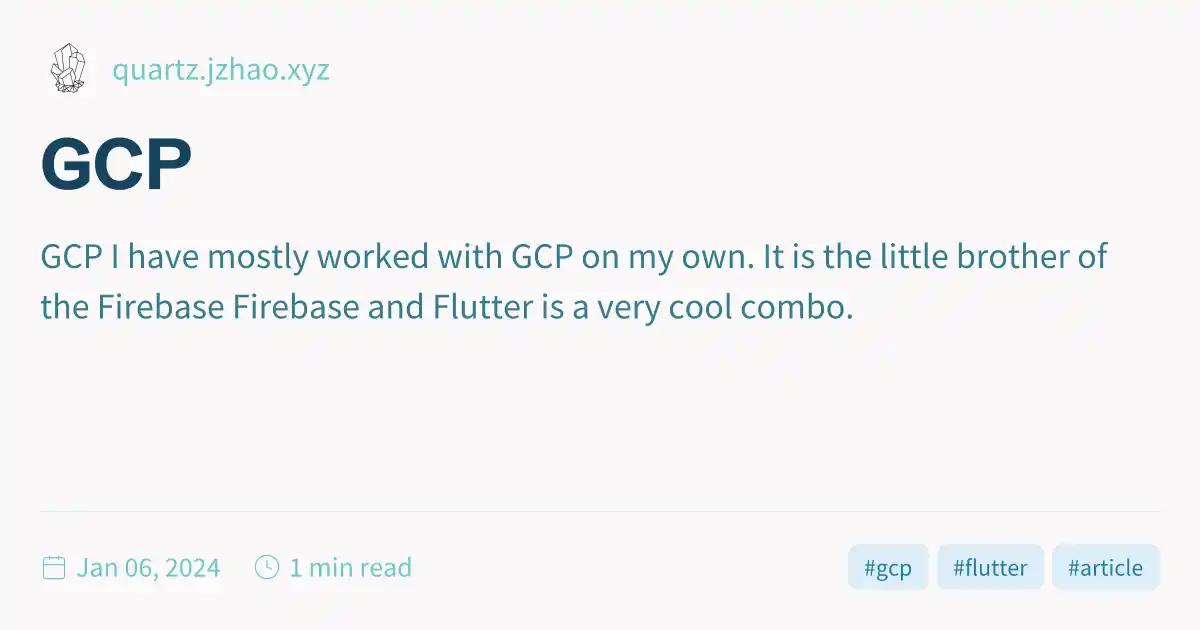 quartz.jzhao.xyz
GCP
GCP I have mostly worked with GCP on my own. It is the little brother of
the Firebase Firebase and Flutter is a very cool combo.
Jan 06, 2024 1 min read #gcp #flutter #article